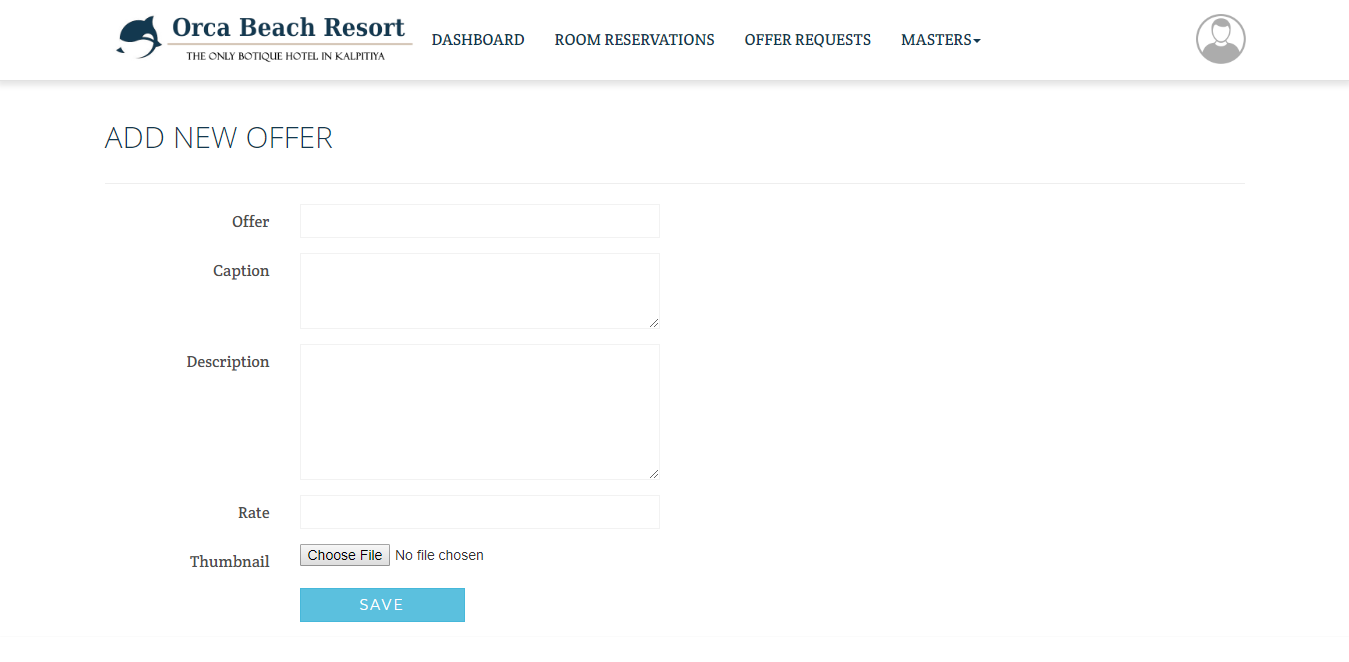 Orca Beach Resort
THE ONLY BOTIQUE HOTEL IN KALPITIYA
DASHBOARD ROOM RESERVATIONS OFFER REQUESTS MASTERS
ADD NEW OFFER
Offer
Caption
Description
Rate
Thumbnail Choose File No file chosen
SAVE